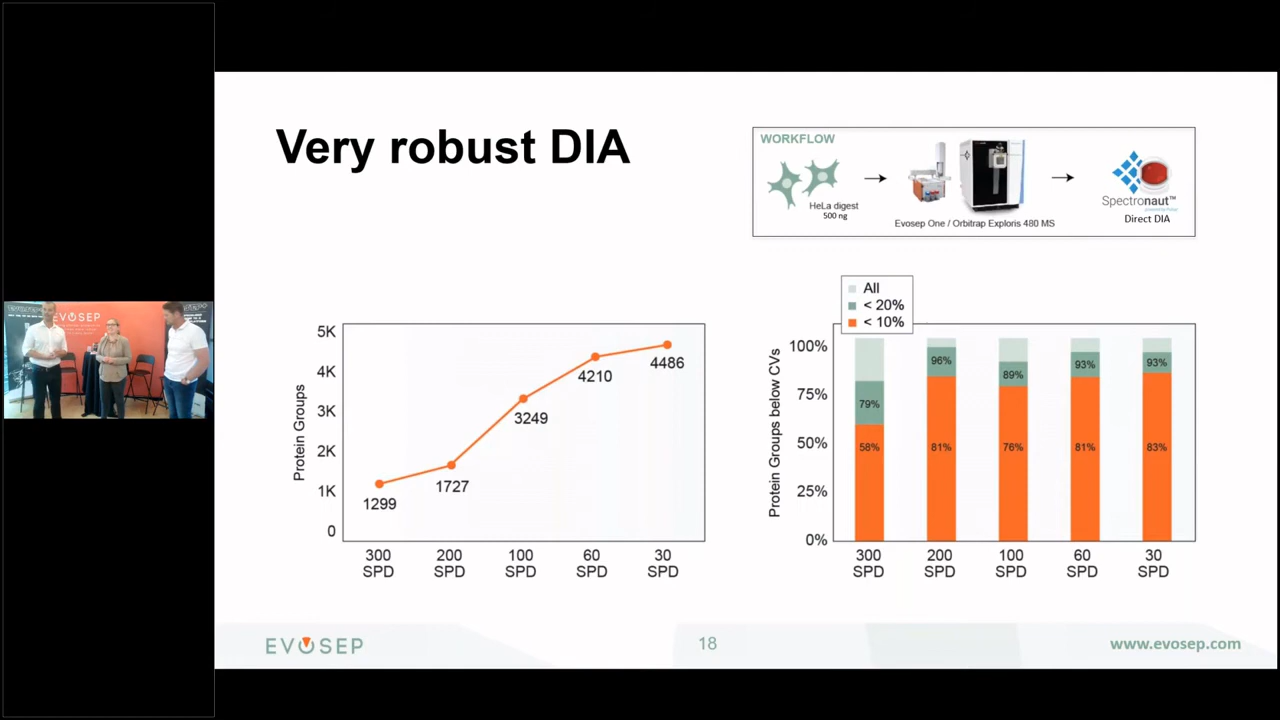 Very robust DIA
WORKFLOW
HeLa digest
500 ng
Evosep One / Orbitrap Exploris 480 MS
Spectronaut™
Direct DIA
Protein Groups
5K
4K
3K
2K
1K
0
1299
1727
3249
4210
4486
300
SPD
200
SPD
100
SPD
60
SPD
30
SPD
All
< 20%
< 10%
Protein Groups below CVs
100%
75%
50%
25%
0%
79%
58%
96%
81%
89%
76%
93%
81%
93%
83%
300
SPD
200
SPD
100
SPD
60
SPD
30
SPD
EVOSEP
EVOSEP
18
www.evosep.com